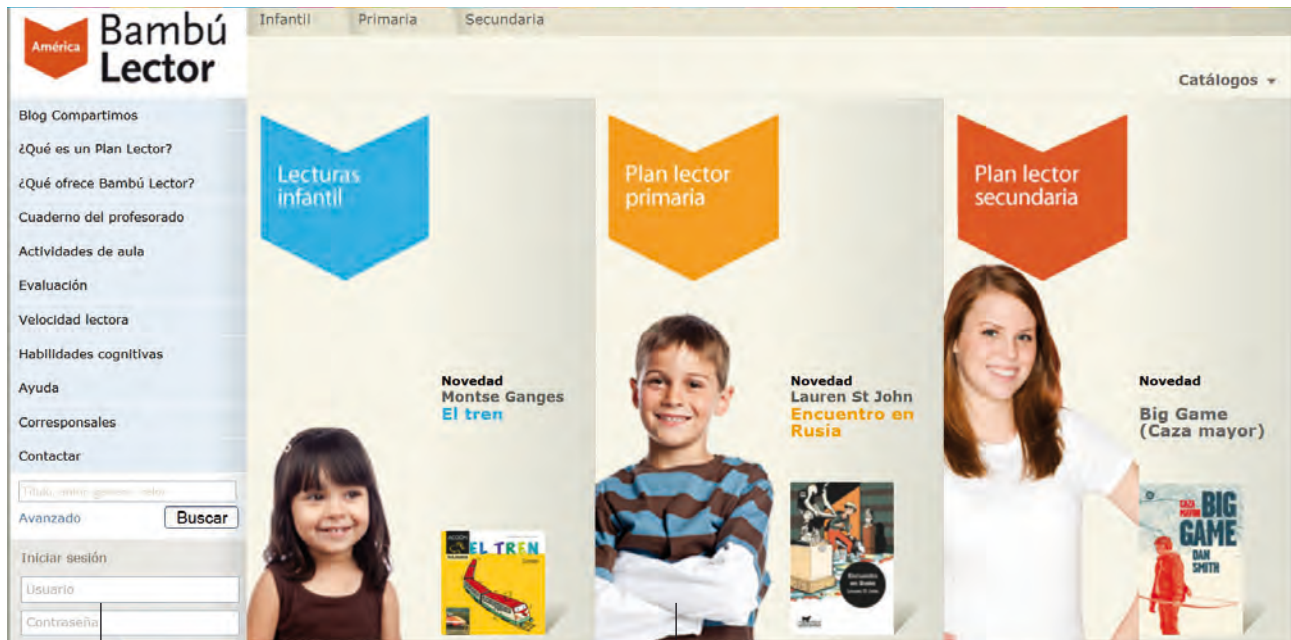 América
Bambú
Lector
Infantil
Primaria
Secundaria
Catálogos
Blog Compartimos
¿Qué es un Plan Lector?
¿Qué ofrece Bambú Lector?
Cuaderno del profesorado
Actividades de aula
Evaluación
Velocidad lectora
Habilidades cognitivas
Ayuda
Corresponsales
Contactar
Avanzado
Buscar
Iniciar sesión
Usuario
Contraseña
Lecturas
infantil
Novedad
Montse Ganges
El tren
EL TREN
Plan lector
primaria
Novedad
Lauren St John
Encuentro en
Rusia
Plan lector
secundaria
Novedad
Big Game
(Caza mayor)
CAZA
MAYOR
BIG
GAME
DAN
SMITH